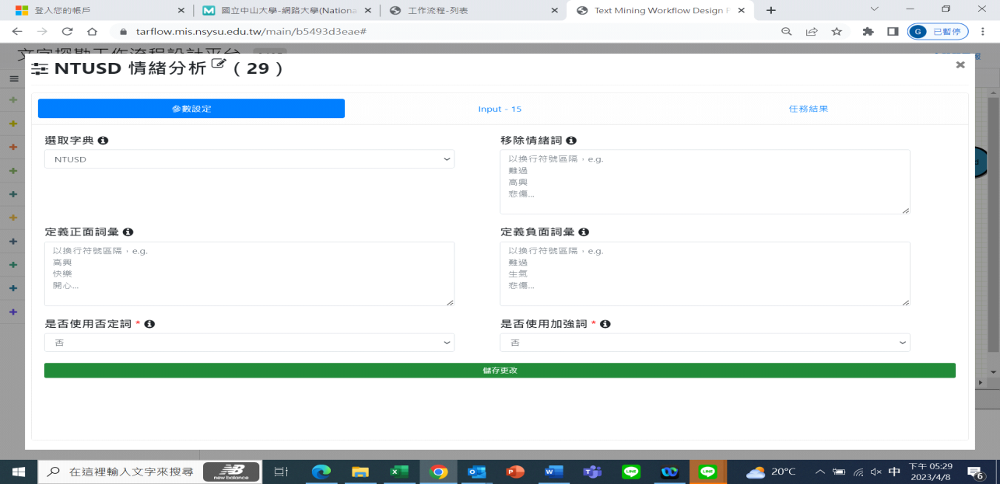 登入您的帳戶
國立中山大學-網路大學(Nationa
工作流程-列表
Text Mining Workflow Design F
tarflow.mis.nsysu.edu.tw/main/b5493d3eae#
G 已暫停
NTUSD 情緒分析 ( 29 )
參數設定
Input - 15
任務結果
選取字典
移除情緒詞
NTUSD
以換行符號區隔，e.g.
難過
高興
悲傷...
定義正面詞彙
定義負面詞彙
以換行符號區隔，e.g.
高興
快樂
開心...
以換行符號區隔，e.g.
難過
生氣
悲傷...
是否使用否定詞 *
是否使用加強詞 *
否
否
儲存更改
在這裡輸入文字來搜尋
new balance
20°C
中
下午 05:29
2023/4/8
6